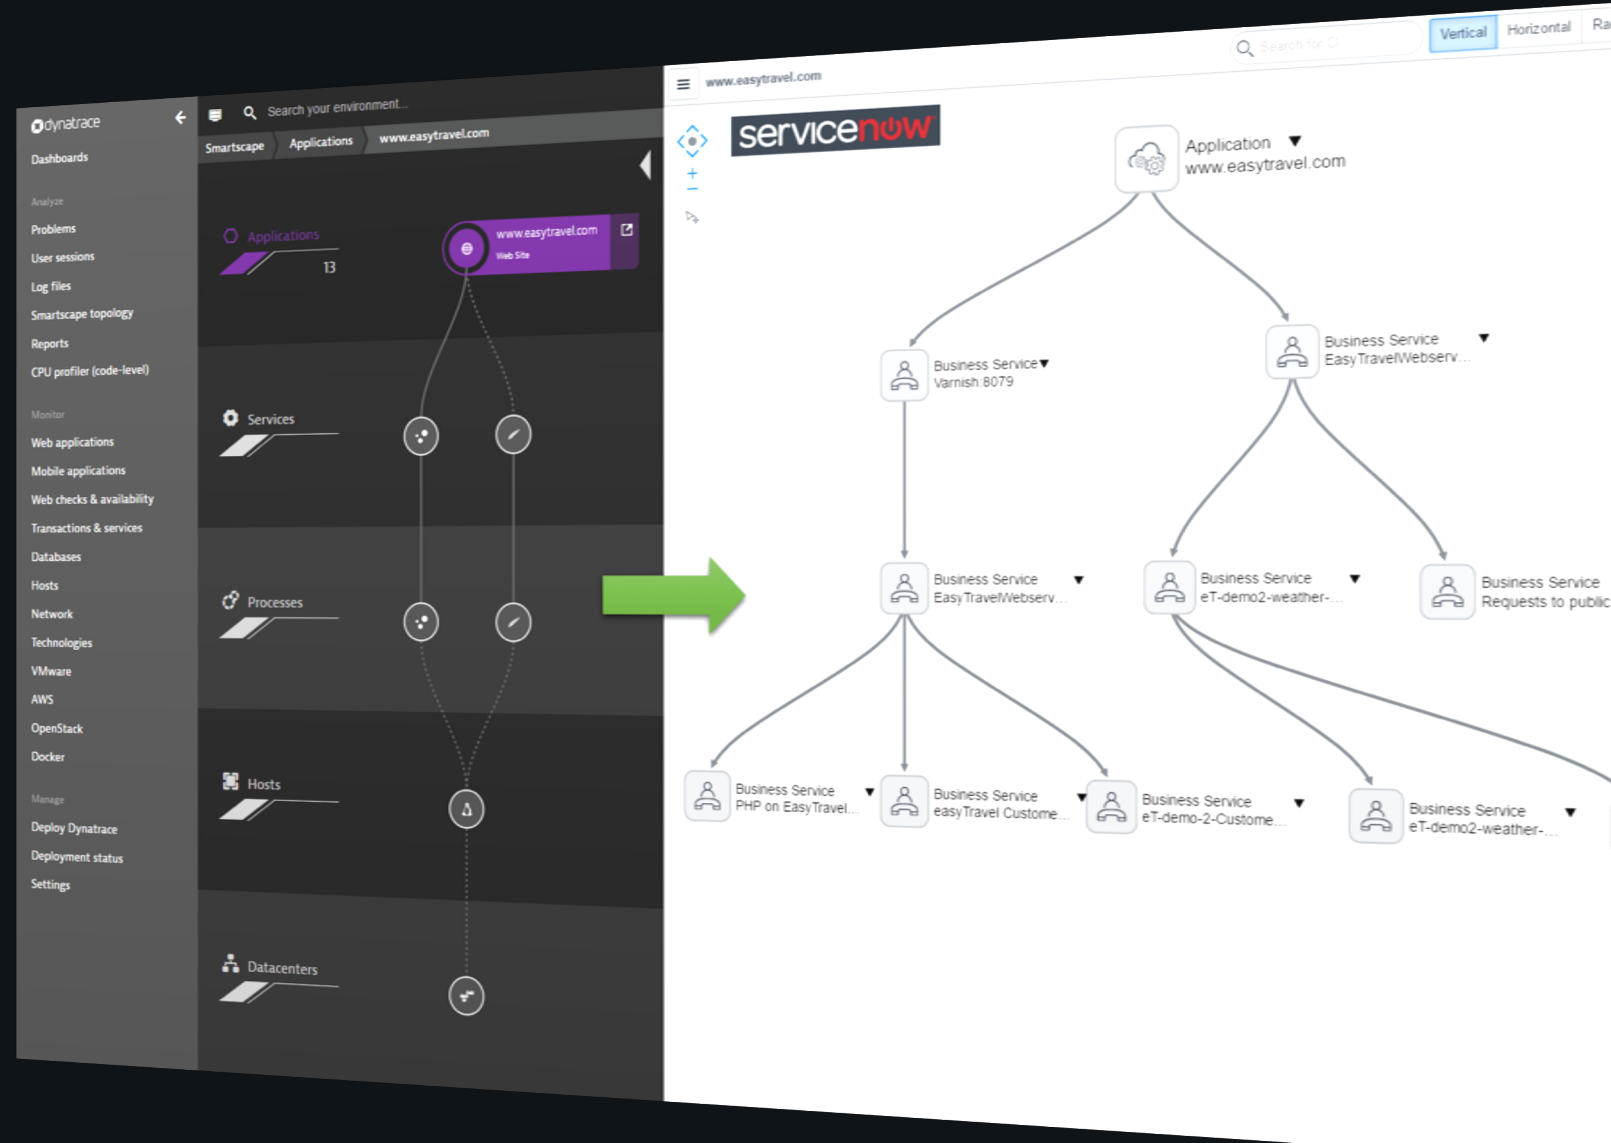 dynatrace
Dashboards
Analyze
Problems
User sessions
Log files
Smartscape topology
Reports
CPU profiler (code-level)
Monitor
Web applications
Mobile applications
Web checks & availability
Transactions & services
Databases
Hosts
Network
Technologies
VMware
AWS
OpenStack
Docker
Manage
Deploy Dynatrace
Deployment status
Settings
Search your environment...
Smartscape
Applications
www.easytravel.com
Applications
13
www.easytravel.com
Web Site
Services
Processes
Hosts
Datacenters
www.easytravel.com
Search for CI
Vertical
Horizontal
Ra
servicenow
Application
www.easytravel.com
Business Service
Varnish:8079
Business Service
EasyTravelWebserv...
Business Service
EasyTravelWebserv...
Business Service
eT-demo2-weather-...
Business Service
Requests to public
Business Service
PHP on EasyTravel...
Business Service
easyTravel Custome...
Business Service
eT-demo-2-Custome...
Business Service
eT-demo2-weather-...